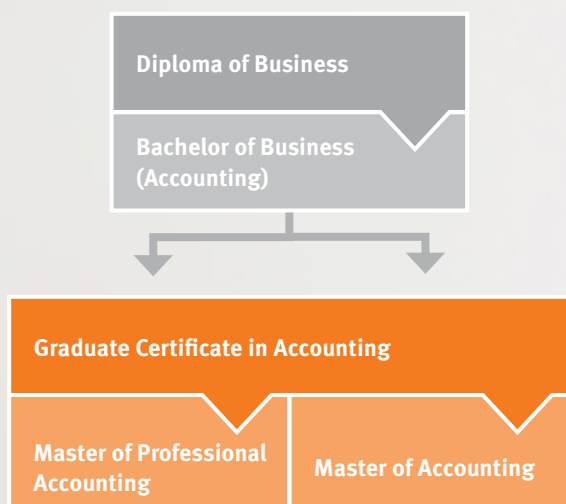 Diploma of Business
Bachelor of Business
(Accounting)
Graduate Certificate in Accounting
Master of Professional
Accounting
Master of Accounting